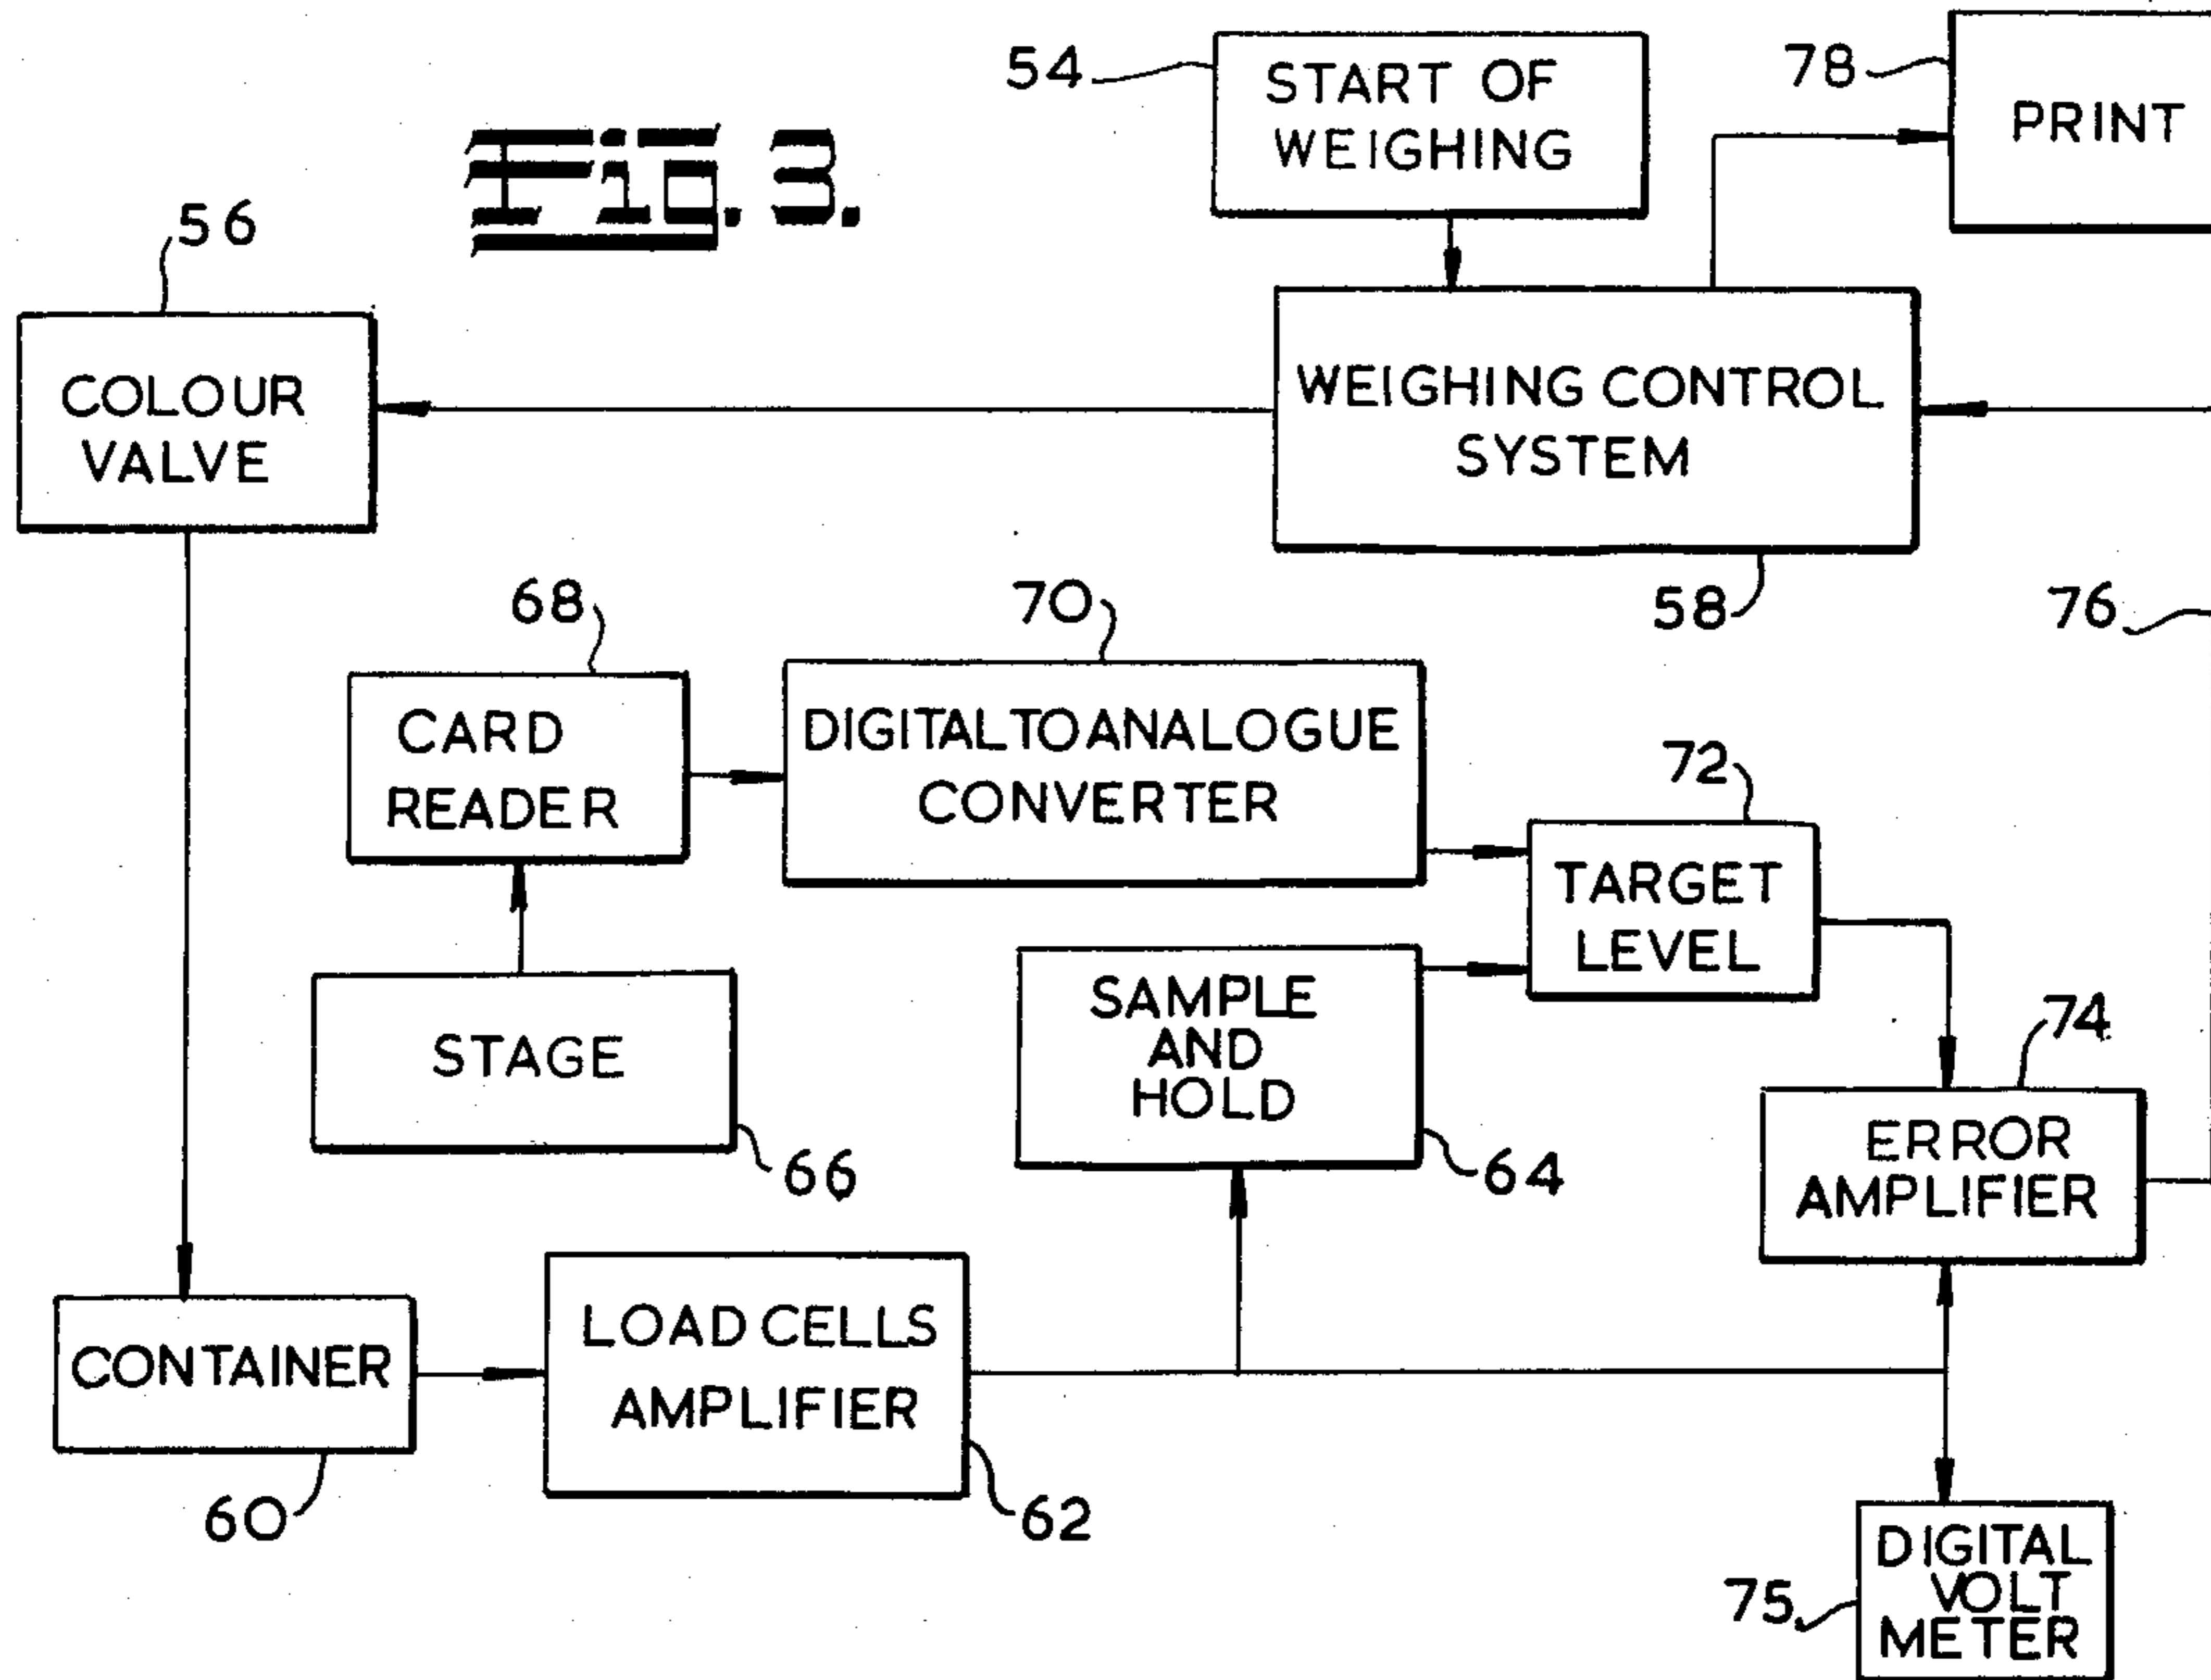 Fig. 3.
54
START OF
WEIGHING
78
PRINT
56
COLOUR
VALVE
WEIGHING CONTROL
SYSTEM
58
76
68
CARD
READER
70
DIGITAL TO ANALOGUE
CONVERTER
72
TARGET
LEVEL
STAGE
66
SAMPLE
AND
HOLD
64
74
ERROR
AMPLIFIER
CONTAINER
60
LOAD CELLS
AMPLIFIER
62
75
DIGITAL
VOLT
METER